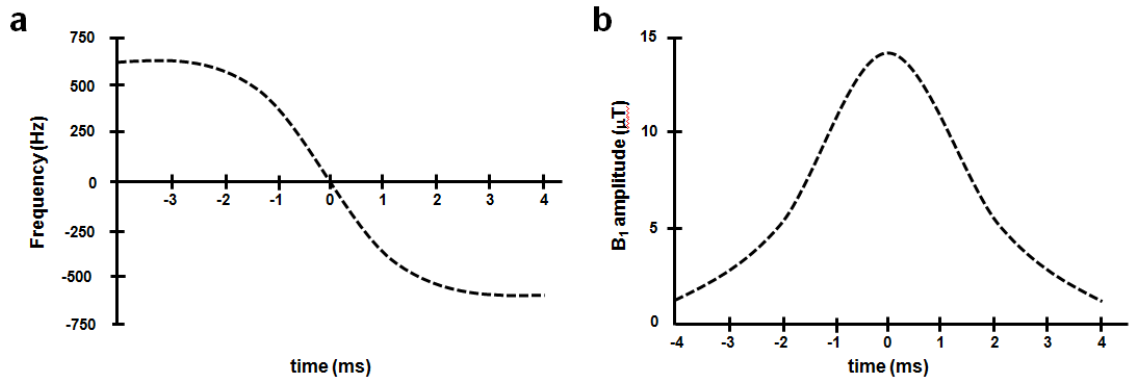 a
750
500
250
0
-250
-500
-750
Frequency (Hz)
-3 -2 -1 0 1 2 3 4
time (ms)
b
15
10
5
0
B₁ amplitude (μT)
-4 -3 -2 -1 0 1 2 3 4
time (ms)